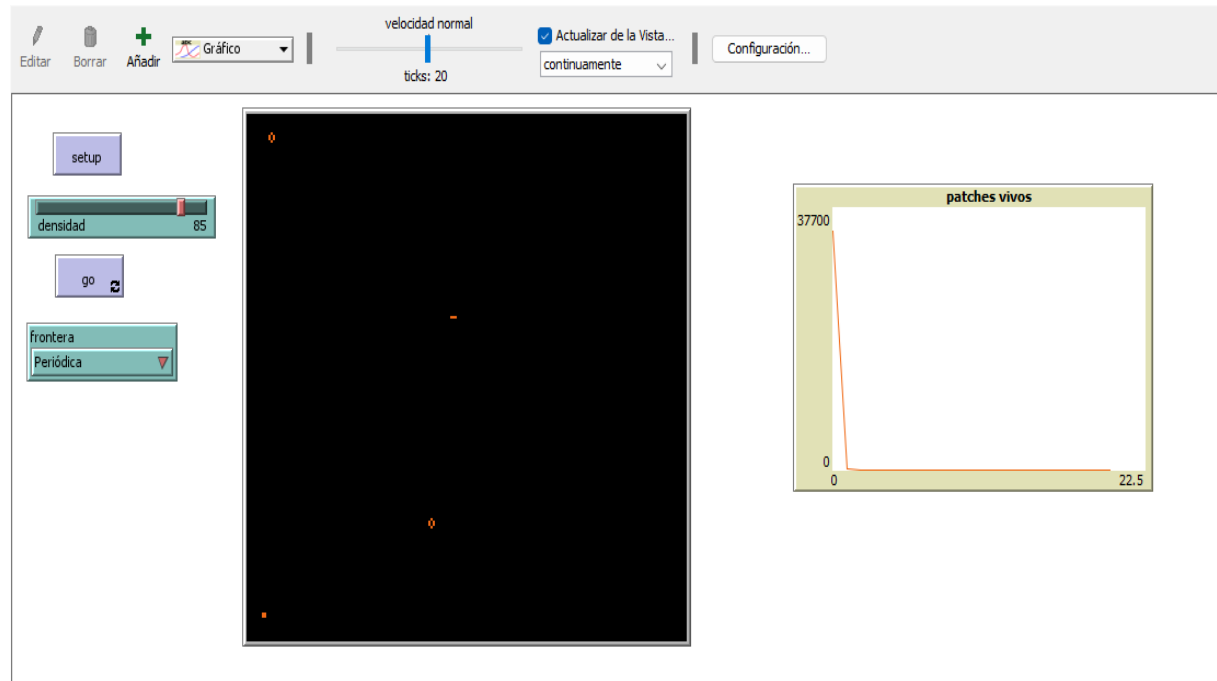 velocidad normal
Editar
Borrar
Añadir
Gráfico
ticks: 20
Actualizar de la Vista...
continuamente
Configuración...
setup
densidad 85
go
frontera
Periódica
patches vivos
37700
0
0
22.5